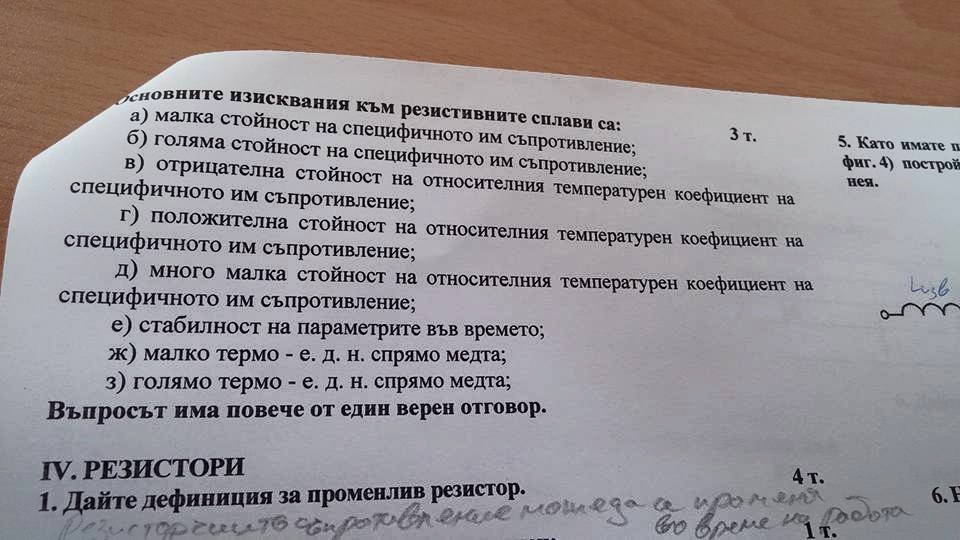 Основните изисквания към резистивните сплави са: 3 т.
а) малка стойност на специфичното им съпротивление;
б) голяма стойност на специфичното им съпротивление;
в) отрицателна стойност на относителния температурен коефициент на
специфичното им съпротивление;
г) положителна стойност на относителния температурен коефициент на
специфичното им съпротивление;
д) много малка стойност на относителния температурен коефициент на
специфичното им съпротивление;
е) стабилност на параметрите във времето;
ж) малко термо - е. д. н. спрямо медта;
з) голямо термо - е. д. н. спрямо медта;
Въпросът има повече от един верен отговор.
IV. РЕЗИСТОРИ
1. Дайте дефиниция за променлив резистор. 4 т.
Резистор чиито съпротивление може да се променя
во време на работа
1 т.
5. Като имате п
фиг. 4) построй
нея.
Lизв
6. Н